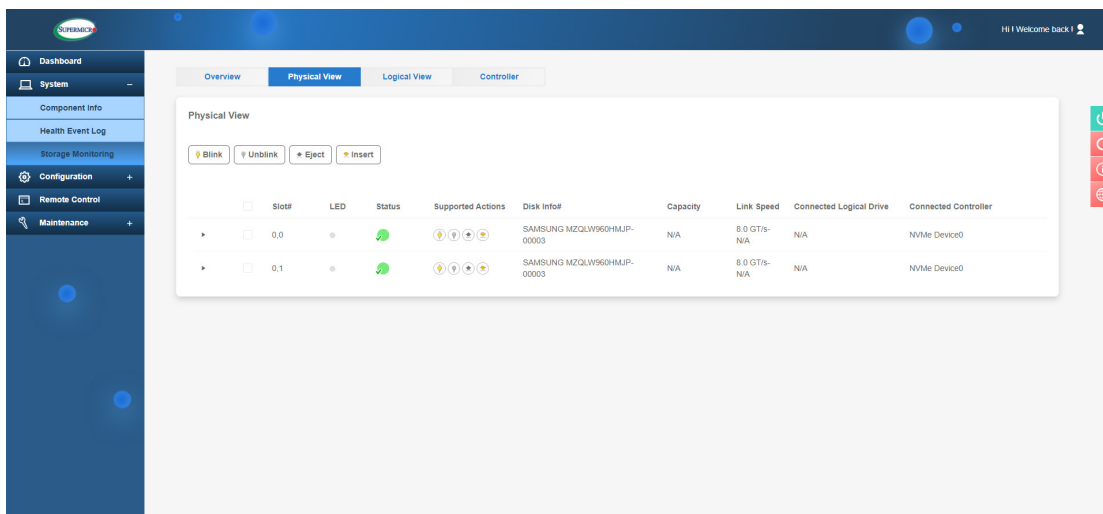 SUPERMICR
Hi ! Welcome back !
Dashboard
System −
Component Info
Health Event Log
Storage Monitoring
Configuration +
Remote Control
Maintenance +
Overview Physical View Logical View Controller
Physical View
Blink Unblink Eject Insert
Slot# LED Status Supported Actions Disk Info# Capacity Link Speed Connected Logical Drive Connected Controller
0,0 SAMSUNG MZQLW960HMJP-00003 N/A 8.0 GT/s-N/A N/A NVMe Device0
0,1 SAMSUNG MZQLW960HMJP-00003 N/A 8.0 GT/s-N/A N/A NVMe Device0